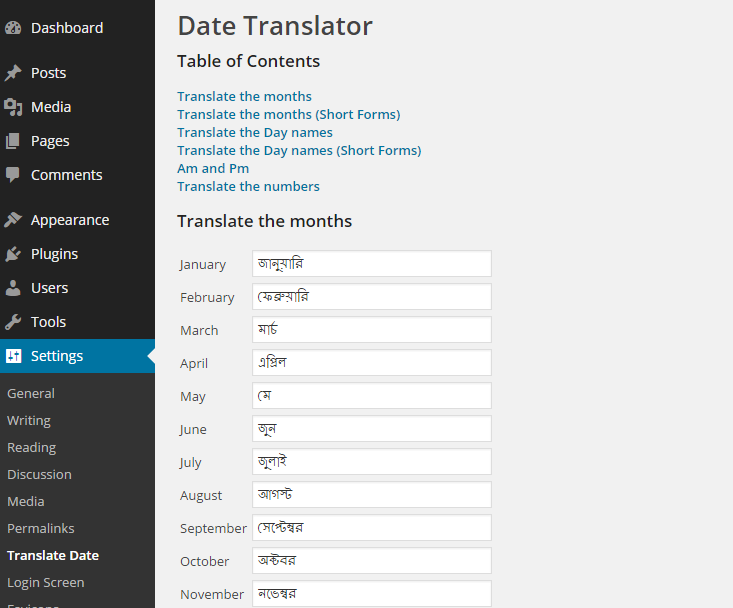 Dashboard
Posts
Media
Pages
Comments
Appearance
Plugins
Users
Tools
Settings
General
Writing
Reading
Discussion
Media
Permalinks
Translate Date
Login Screen
Date Translator
Table of Contents
Translate the months
Translate the months (Short Forms)
Translate the Day names
Translate the Day names (Short Forms)
Am and Pm
Translate the numbers
Translate the months
January জানুয়ারি
February ফেব্রুয়ারি
March মার্চ
April এপ্রিল
May মে
June জুন
July জুলাই
August আগস্ট
September সেপ্টেম্বর
October অক্টবর
November নভেম্বর